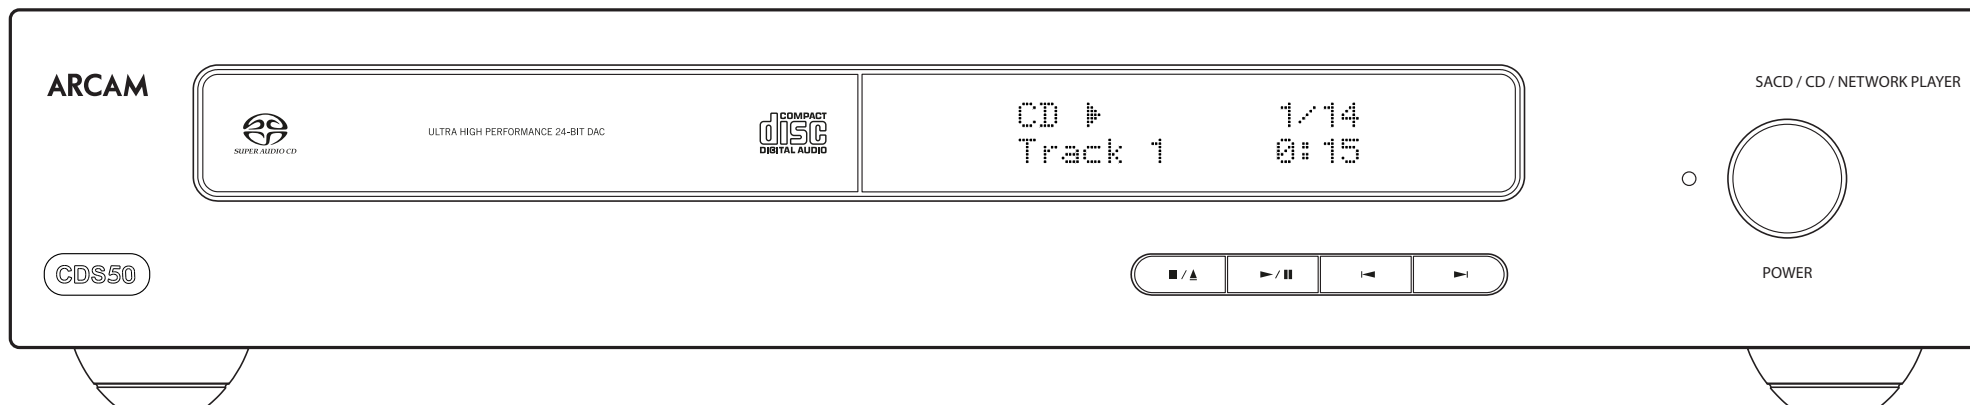 ARCAM
SUPER AUDIO CD
ULTRA HIGH PERFORMANCE 24-BIT DAC
COMPACT
disc
DIGITAL AUDIO
CD ▶ 1/14
Track 1 0:15
SACD / CD / NETWORK PLAYER
CDS50
■/▲ ►/❚❚ |◄ ►|
POWER